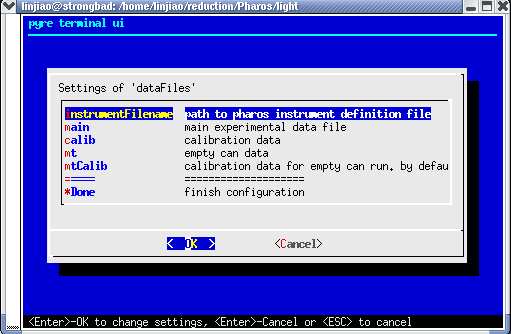 linjiao@strongbad: /home/linjiao/reduction/Pharos/light
pyre terminal ui
Settings of 'dataFiles'
instrumentFilename path to pharos instrument definition file
main main experimental data file
calib calibration data
mt empty can data
mtCalib calibration data for empty can run. by defau
===== ====================
*Done finish configuration
< OK > <Cancel>
<Enter>-OK to change settings, <Enter>-Cancel or <ESC> to cancel